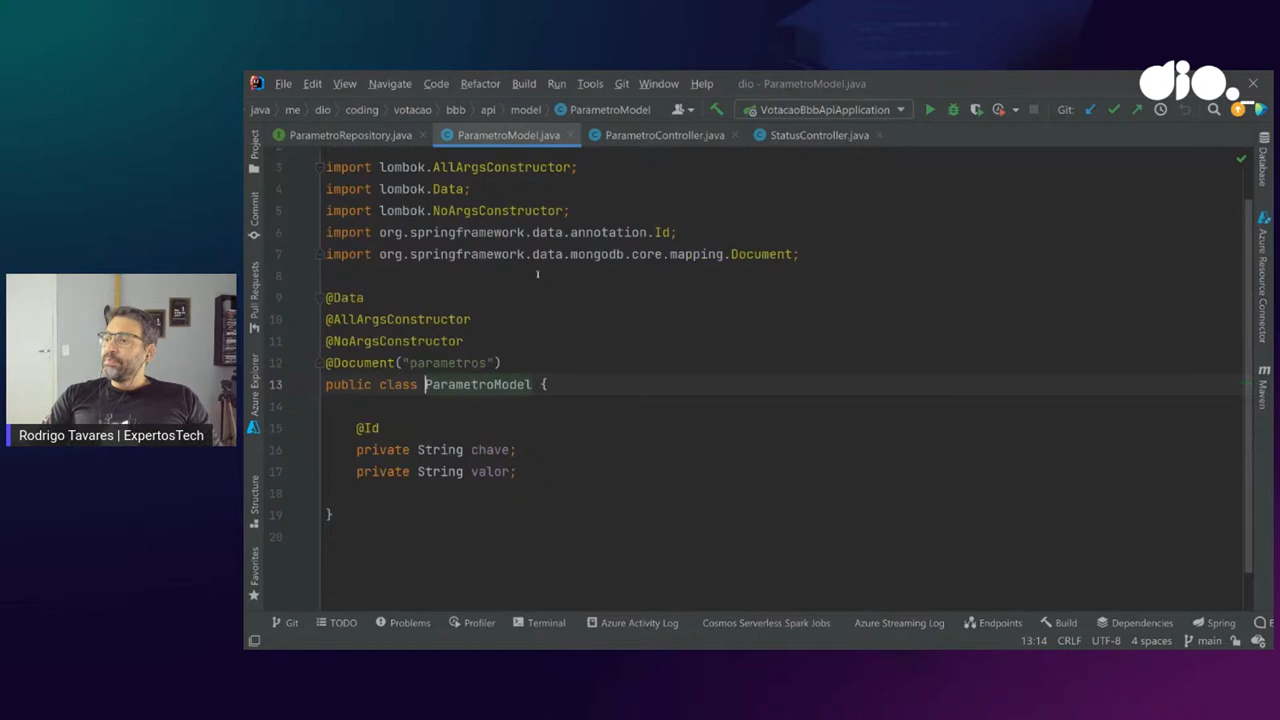 dio._
File Edit View Navigate Code Refactor Build Run Tools Git Window Help dio - ParametroModel.java
java me dio coding votacao bbb api model ParametroModel VotacaoBbbApiApplication Git:
ParametroRepository.java ParametroModel.java ParametroController.java StatusController.java
Project
Commit
Pull Requests
Azure Explorer
Structure
Favorites
3 import lombok.AllArgsConstructor;
4 import lombok.Data;
5 import lombok.NoArgsConstructor;
6 import org.springframework.data.annotation.Id;
7 import org.springframework.data.mongodb.core.mapping.Document;
8
9 @Data
10 @AllArgsConstructor
11 @NoArgsConstructor
12 @Document("parametros")
13 public class ParametroModel {
14
15 @Id
16 private String chave;
17 private String valor;
18
19 }
20
Database
Azure Resource Connector
Maven
Rodrigo Tavares | ExpertosTech
Git TODO Problems Profiler Terminal Azure Activity Log Cosmos Serverless Spark Jobs Azure Streaming Log Endpoints Build Dependencies Spring
13:14 CRLF UTF-8 4 spaces main